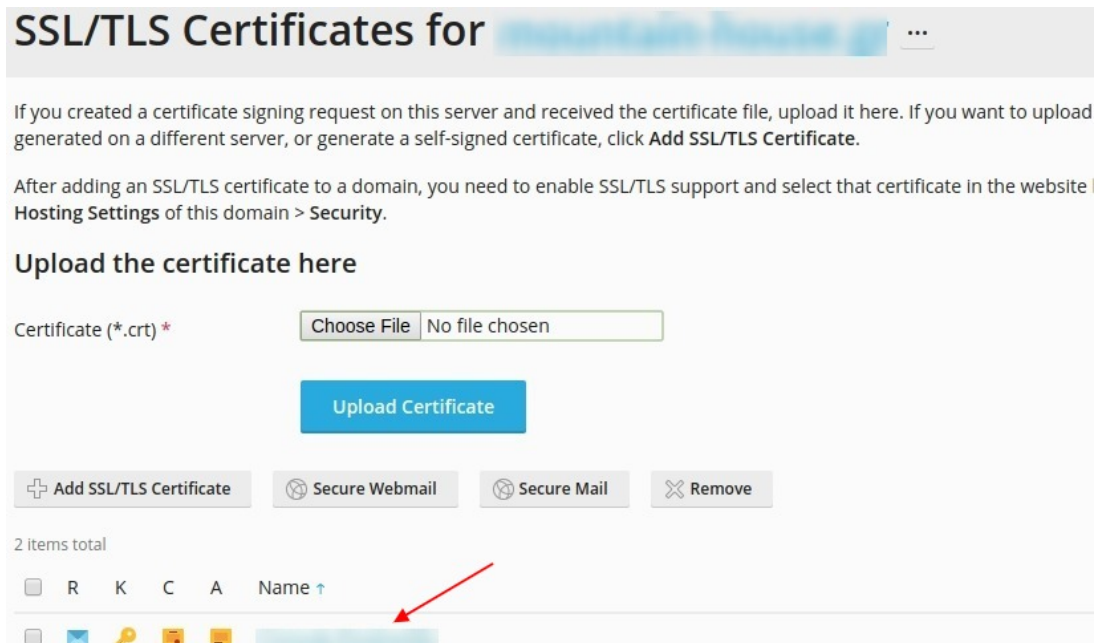 SSL/TLS Certificates for
If you created a certificate signing request on this server and received the certificate file, upload it here. If you want to upload
generated on a different server, or generate a self-signed certificate, click Add SSL/TLS Certificate.
After adding an SSL/TLS certificate to a domain, you need to enable SSL/TLS support and select that certificate in the website
Hosting Settings of this domain > Security.
Upload the certificate here
Certificate (*.crt) *
Choose File No file chosen
Upload Certificate
Add SSL/TLS Certificate Secure Webmail Secure Mail Remove
2 items total
R K C A Name ↑